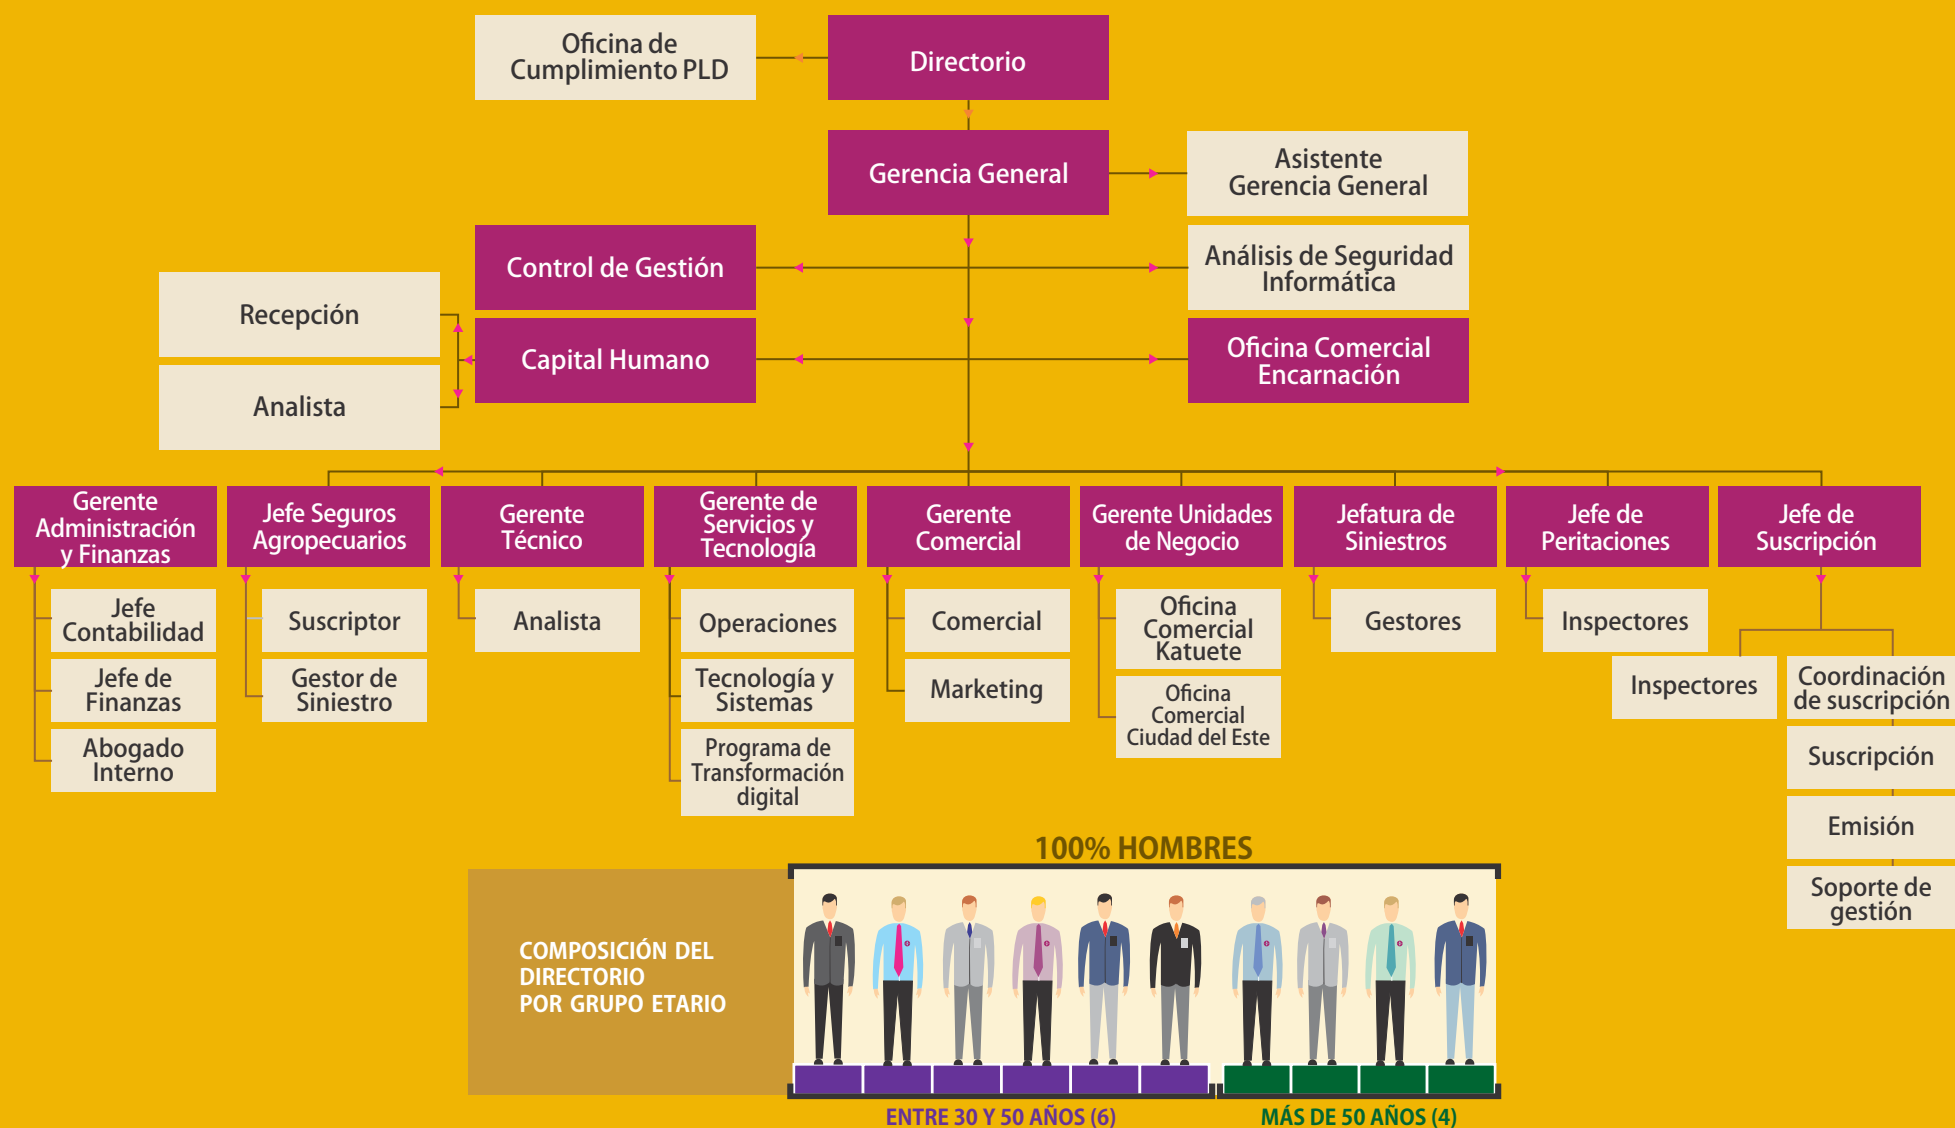 Oficina de
Cumplimiento PLD
Directorio
Gerencia General
Asistente
Gerencia General
Control de Gestión
Análisis de Seguridad
Informática
Recepción
Capital Humano
Oficina Comercial
Encarnación
Analista
Gerente
Administración
y Finanzas
Jefe Seguros
Agropecuarios
Gerente
Técnico
Gerente de
Servicios y
Tecnología
Gerente
Comercial
Gerente Unidades
de Negocio
Jefatura de
Siniestros
Jefe de
Peritaciones
Jefe de
Suscripción
Jefe
Contabilidad
Jefe de
Finanzas
Abogado
Interno
Suscriptor
Gestor de
Siniestro
Analista
Operaciones
Tecnología y
Sistemas
Programa de
Transformación
digital
Comercial
Marketing
Oficina
Comercial
Katuete
Oficina
Comercial
Ciudad del Este
Gestores
Inspectores
Inspectores
Coordinación
de suscripción
Suscripción
Emisión
Soporte de
gestión
100% HOMBRES
COMPOSICIÓN DEL
DIRECTORIO
POR GRUPO ETARIO
ENTRE 30 Y 50 AÑOS (6)
MÁS DE 50 AÑOS (4)